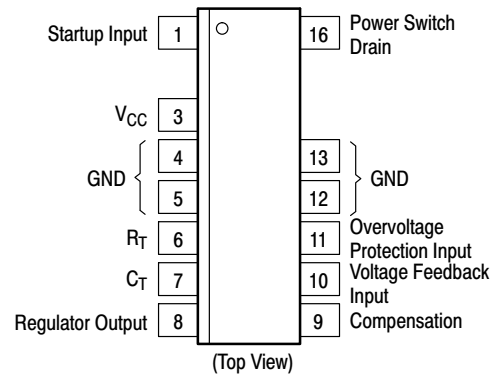 Startup Input 1
16 Power Switch
Drain
VCC 3
4
13
GND
GND
5
12
RT 6
11 Overvoltage
Protection Input
CT 7
10 Voltage Feedback
Input
Regulator Output 8
9 Compensation
(Top View)